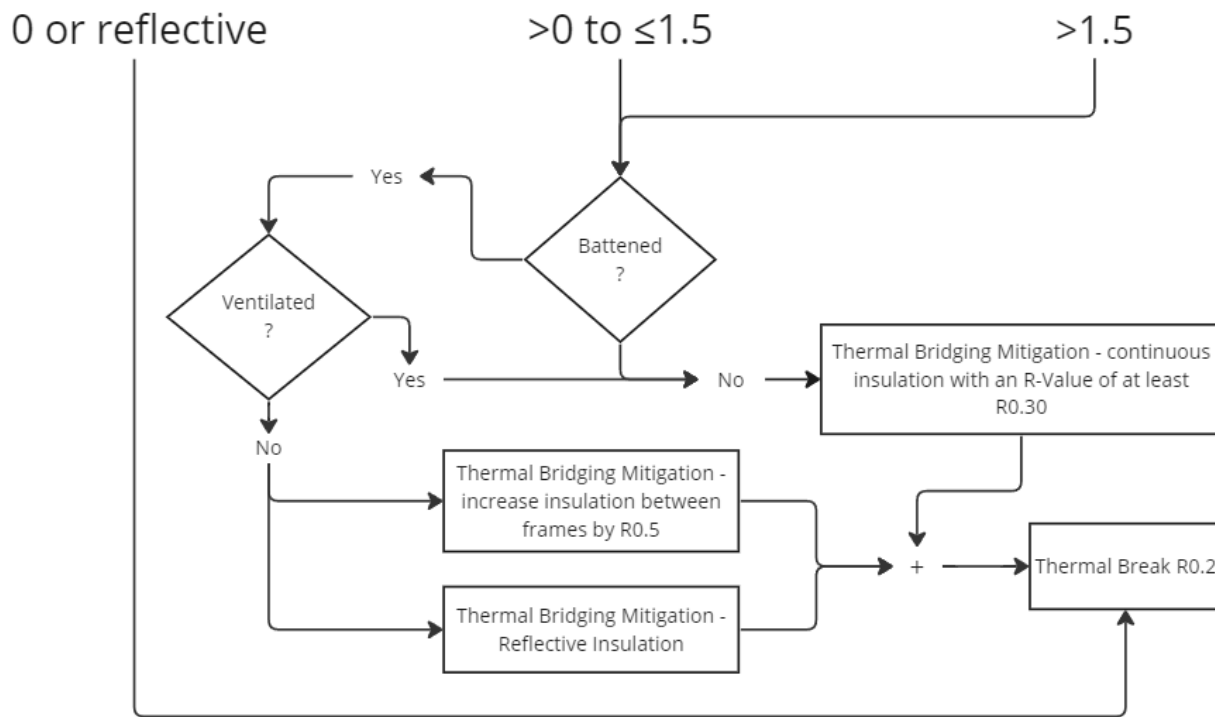 0 or reflective
>0 to ≤1.5
>1.5
Yes
Battened
?
Ventilated
?
Yes
No
Thermal Bridging Mitigation - continuous
insulation with an R-Value of at least
R0.30
No
Thermal Bridging Mitigation -
increase insulation between
frames by R0.5
+
Thermal Break R0.2
Thermal Bridging Mitigation -
Reflective Insulation